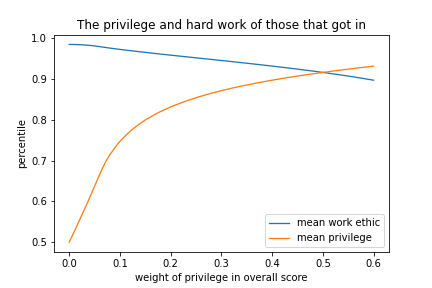 The privilege and hard work of those that got in
1.0
0.9
0.8
0.7
0.6
0.5
percentile
0.0 0.1 0.2 0.3 0.4 0.5 0.6
weight of privilege in overall score
mean work ethic
mean privilege